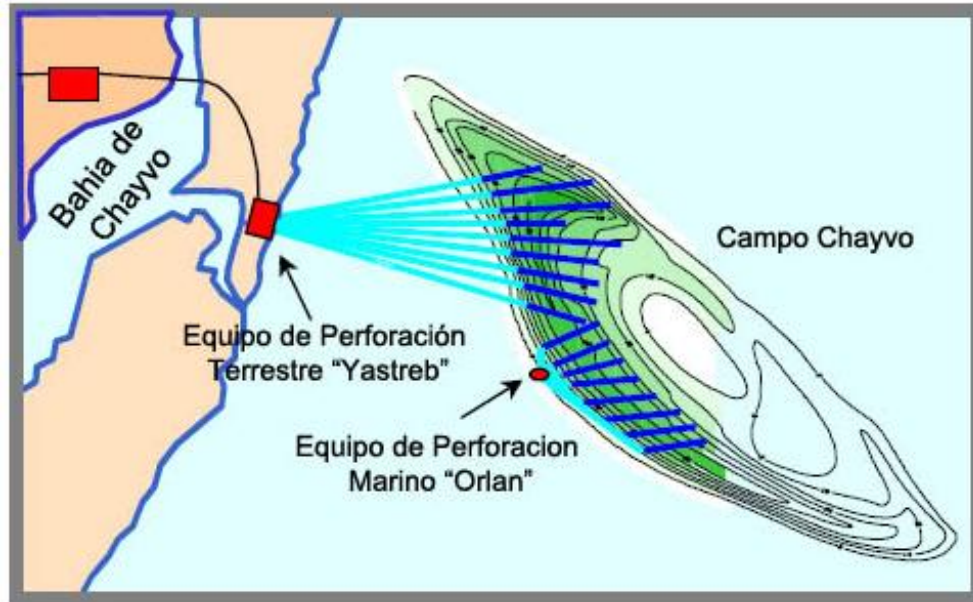 Bahia de
Chayvo
Campo Chayvo
Equipo de Perforación
Terrestre “Yastreb”
Equipo de Perforacion
Marino “Orlan”